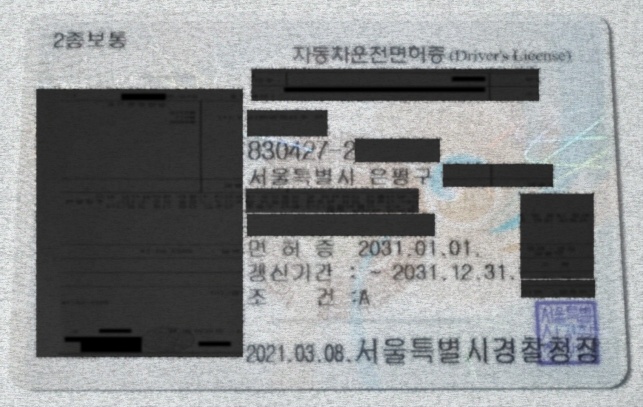 2종보통
자동차운전면허증 (Driver's License)
830427-2
서울특별시 은평구
면 허 증 2031.01.01.
갱신기간 : ~ 2031.12.31.
조 건 :A
2021.03.08. 서울특별시경찰청장